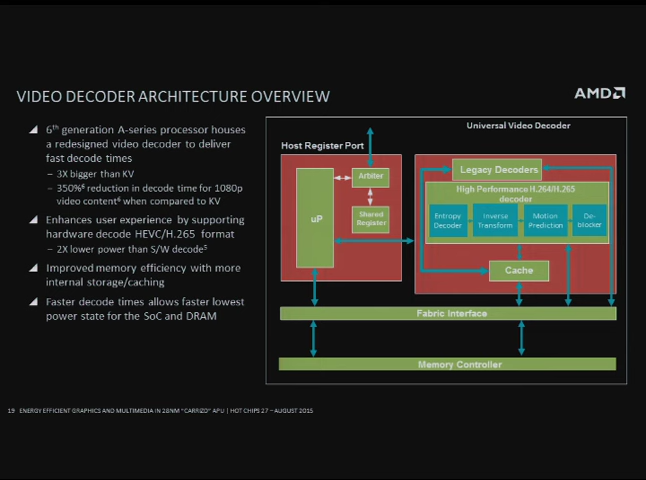 VIDEO DECODER ARCHITECTURE OVERVIEW
AMD
6th generation A-series processor houses
a redesigned video decoder to deliver
fast decode times
– 3X bigger than KV
– 350%⁶ reduction in decode time for 1080p
video content⁶ when compared to KV
Enhances user experience by supporting
hardware decode HEVC/H.265 format
– 2X lower power than S/W decode⁵
Improved memory efficiency with more
internal storage/caching
Faster decode times allows faster lowest
power state for the SoC and DRAM
Universal Video Decoder
Host Register Port
Arbiter
uP
Shared
Register
Legacy Decoders
High Performance H.264/H.265
decoder
Entropy
Decoder
Inverse
Transform
Motion
Prediction
De-
blocker
Cache
Fabric Interface
Memory Controller
19 ENERGY EFFICIENT GRAPHICS AND MULTIMEDIA IN 28NM "CARRIZO" APU | HOT CHIPS 27 – AUGUST 2015